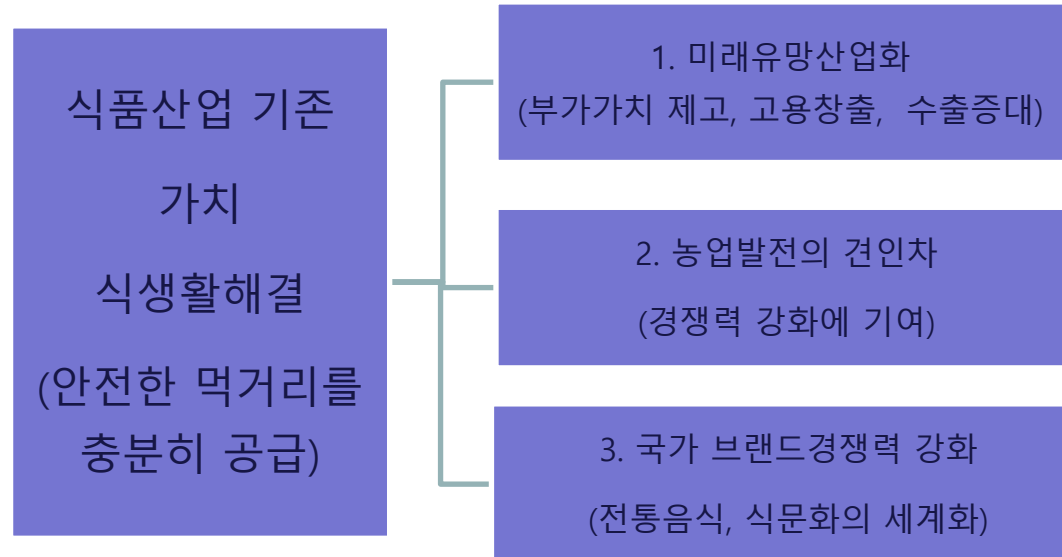 식품산업 기존
가치
식생활해결
(안전한 먹거리를
충분히 공급)
1. 미래유망산업화
(부가가치 제고, 고용창출, 수출증대)
2. 농업발전의 견인차
(경쟁력 강화에 기여)
3. 국가 브랜드경쟁력 강화
(전통음식, 식문화의 세계화)